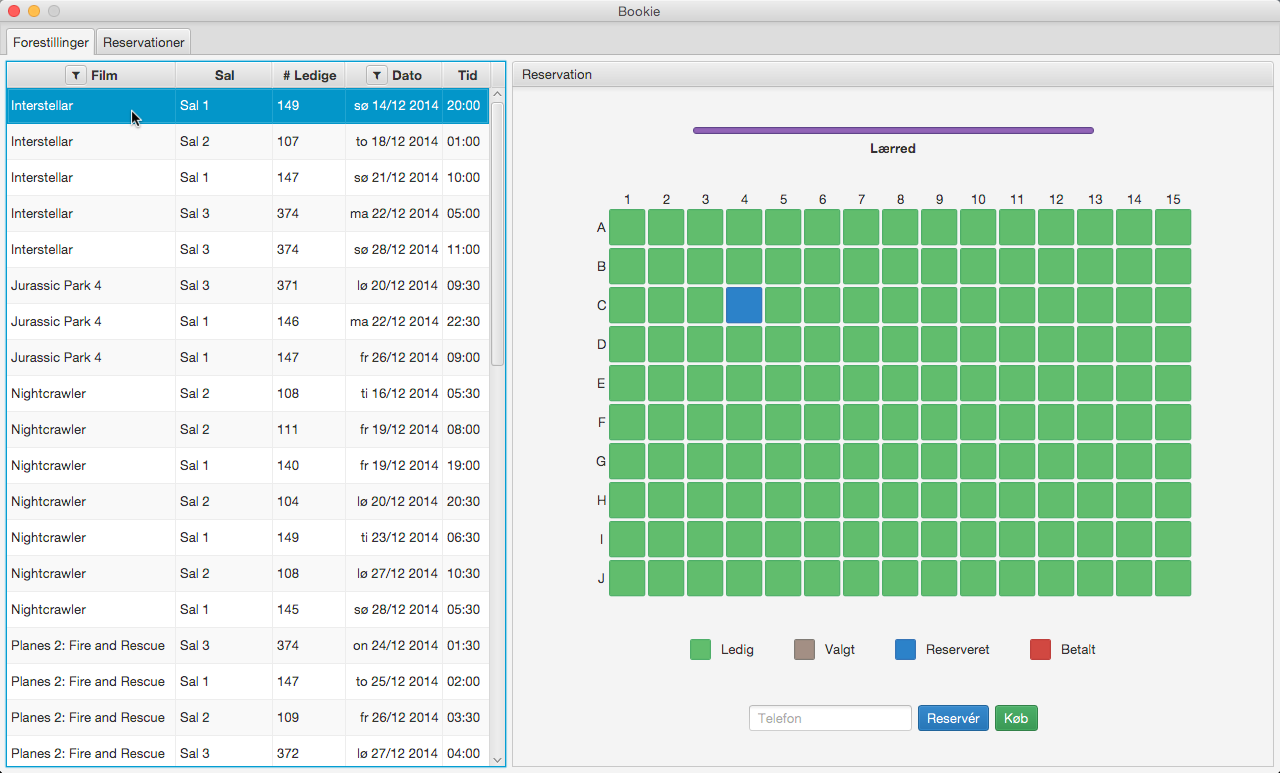 Bookie
Forestillinger Reservationer
Film Sal # Ledige Dato Tid
Interstellar Sal 1 149 sø 14/12 2014 20:00
Interstellar Sal 2 107 to 18/12 2014 01:00
Interstellar Sal 1 147 sø 21/12 2014 10:00
Interstellar Sal 3 374 ma 22/12 2014 05:00
Interstellar Sal 3 374 sø 28/12 2014 11:00
Jurassic Park 4 Sal 3 371 lø 20/12 2014 09:30
Jurassic Park 4 Sal 1 146 ma 22/12 2014 22:30
Jurassic Park 4 Sal 1 147 fr 26/12 2014 09:00
Nightcrawler Sal 2 108 ti 16/12 2014 05:30
Nightcrawler Sal 2 111 fr 19/12 2014 08:00
Nightcrawler Sal 1 140 fr 19/12 2014 19:00
Nightcrawler Sal 2 104 lø 20/12 2014 20:30
Nightcrawler Sal 1 149 ti 23/12 2014 06:30
Nightcrawler Sal 2 108 lø 27/12 2014 10:30
Nightcrawler Sal 1 145 sø 28/12 2014 05:30
Planes 2: Fire and Rescue Sal 3 374 on 24/12 2014 01:30
Planes 2: Fire and Rescue Sal 1 147 to 25/12 2014 02:00
Planes 2: Fire and Rescue Sal 2 109 fr 26/12 2014 03:30
Planes 2: Fire and Rescue Sal 3 372 lø 27/12 2014 04:00
Reservation
Lærred
1 2 3 4 5 6 7 8 9 10 11 12 13 14 15
A
B
C
D
E
F
G
H
I
J
Ledig Valgt Reserveret Betalt
Telefon Reservér Køb